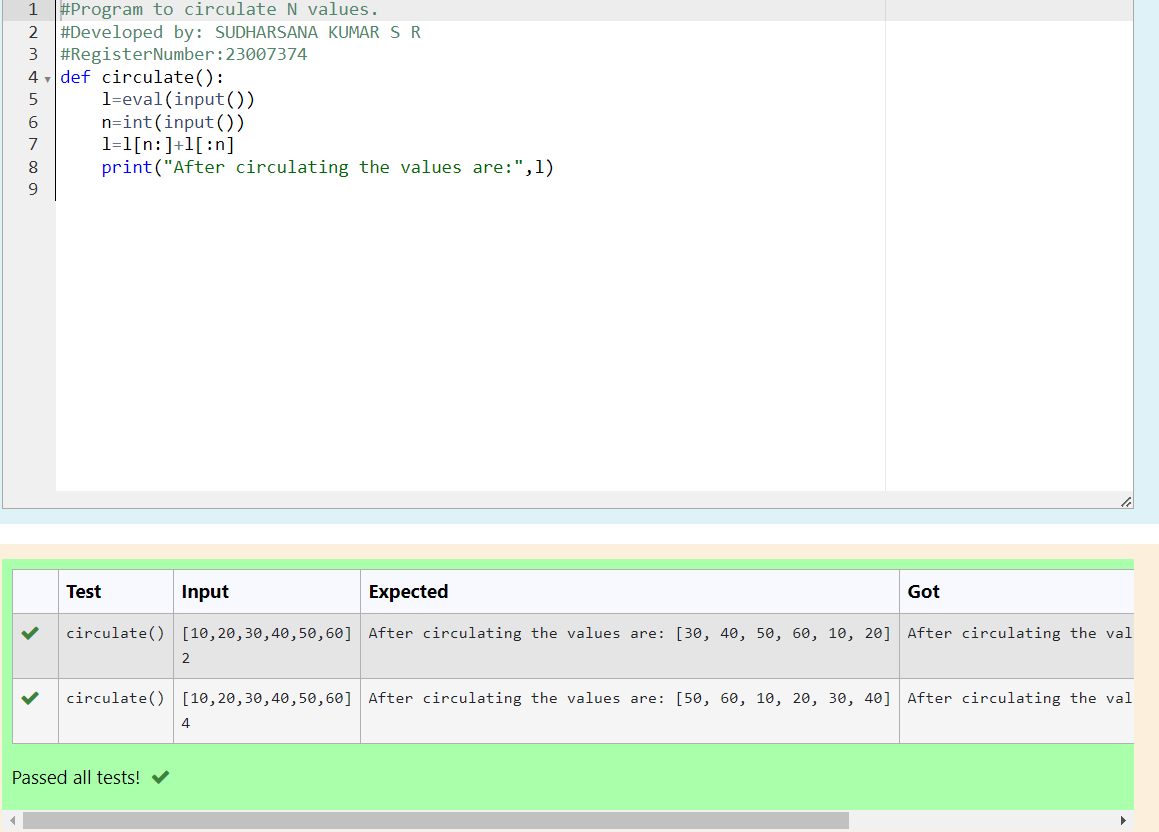 1 #Program to circulate N values.
2 #Developed by: SUDHARSANA KUMAR S R
3 #RegisterNumber:23007374
4 def circulate():
5     l=eval(input())
6     n=int(input())
7     l=l[n:]+l[:n]
8     print("After circulating the values are:",l)
9
Test Input Expected Got
circulate() [10,20,30,40,50,60] After circulating the values are: [30, 40, 50, 60, 10, 20] After circulating the val
2
circulate() [10,20,30,40,50,60] After circulating the values are: [50, 60, 10, 20, 30, 40] After circulating the val
4
Passed all tests!